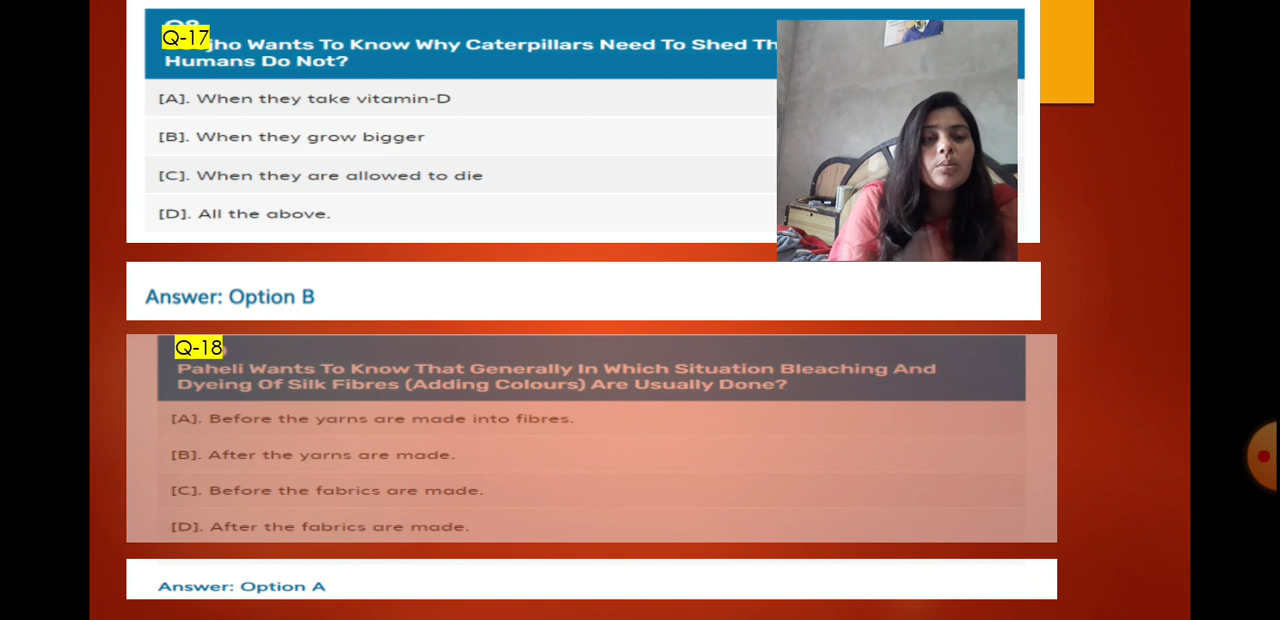 Q-17
jho Wants To Know Why Caterpillars Need To Shed Th
Humans Do Not?
[A]. When they take vitamin-D
[B]. When they grow bigger
[C]. When they are allowed to die
[D]. All the above.
Answer: Option B
Q-18
Paheli Wants To Know That Generally In Which Situation Bleaching And
Dyeing Of Silk Fibres (Adding Colours) Are Usually Done?
[A]. Before the yarns are made into fibres.
[B]. After the yarns are made.
[C]. Before the fabrics are made.
[D]. After the fabrics are made.
Answer: Option A